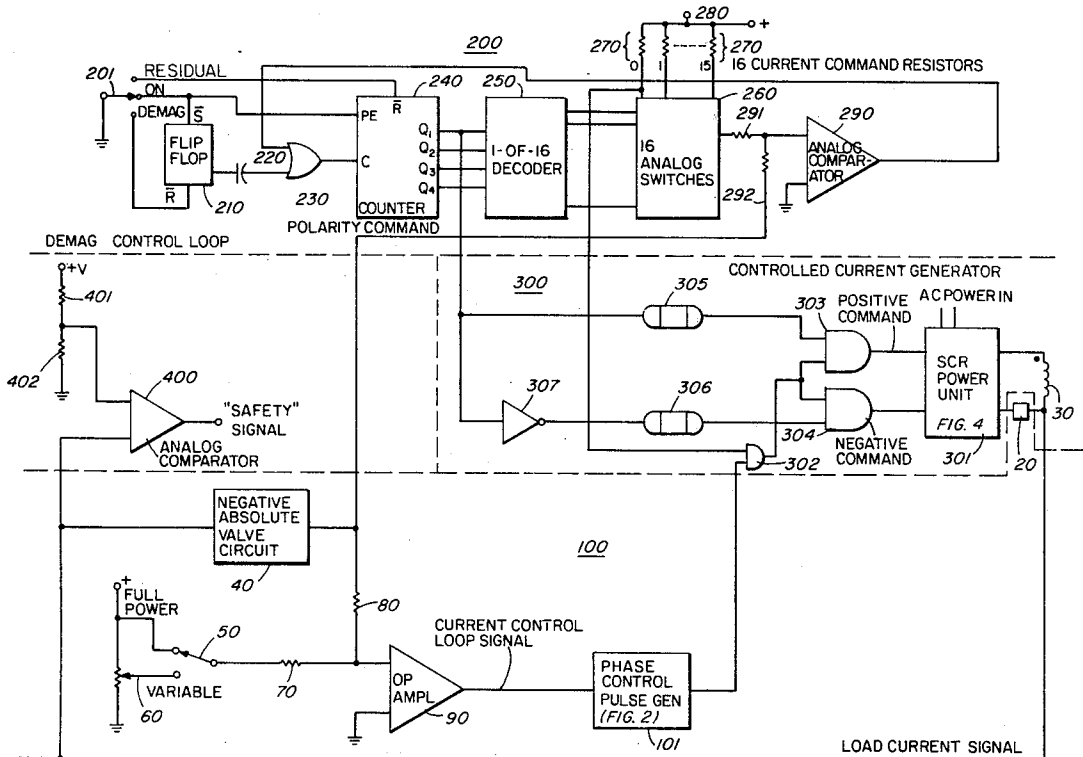 280
+
270
270
0
1
15
16 CURRENT COMMAND RESISTORS
200
201
RESIDUAL
ON
DEMAG
S̅
FLIP FLOP
R̅
210
220
230
240
R̅
PE
C
Q1
Q2
Q3
Q4
COUNTER
POLARITY COMMAND
250
1-OF-16
DECODER
260
16
ANALOG
SWITCHES
291
292
290
ANALOG
COMPAR-
ATOR
DEMAG CONTROL LOOP
+V
401
402
400
"SAFETY"
SIGNAL
ANALOG
COMPARATOR
300
CONTROLLED CURRENT GENERATOR
305
303
POSITIVE
COMMAND
AC POWER IN
SCR
POWER
UNIT
FIG. 4
301
307
306
304
NEGATIVE
COMMAND
302
20
30
NEGATIVE
ABSOLUTE
VALVE
CIRCUIT
40
100
+
FULL
POWER
50
60
VARIABLE
70
80
OP
AMPL
90
CURRENT CONTROL
LOOP SIGNAL
PHASE
CONTROL
PULSE GEN
(FIG. 2)
101
LOAD CURRENT SIGNAL